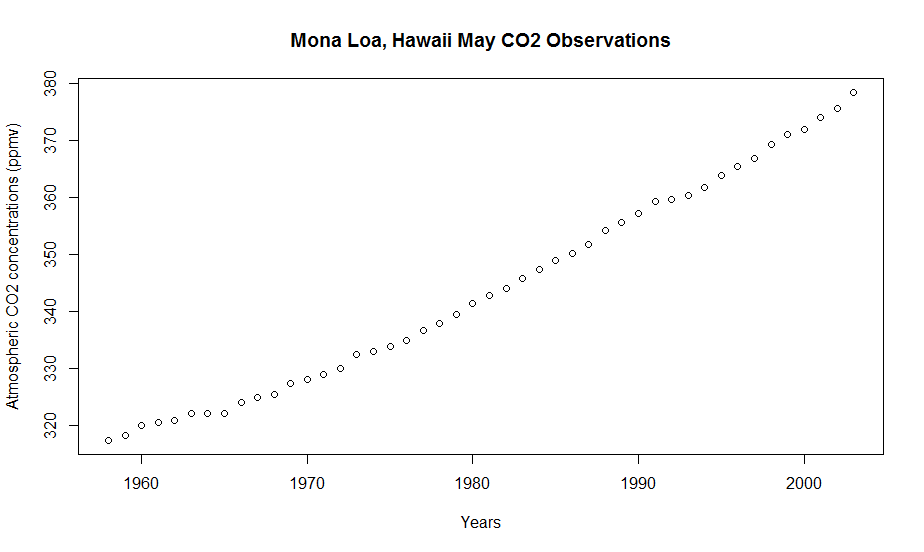 Mona Loa, Hawaii May CO2 Observations
Atmospheric CO2 concentrations (ppmv)
380
370
360
350
340
330
320
1960 1970 1980 1990 2000
Years